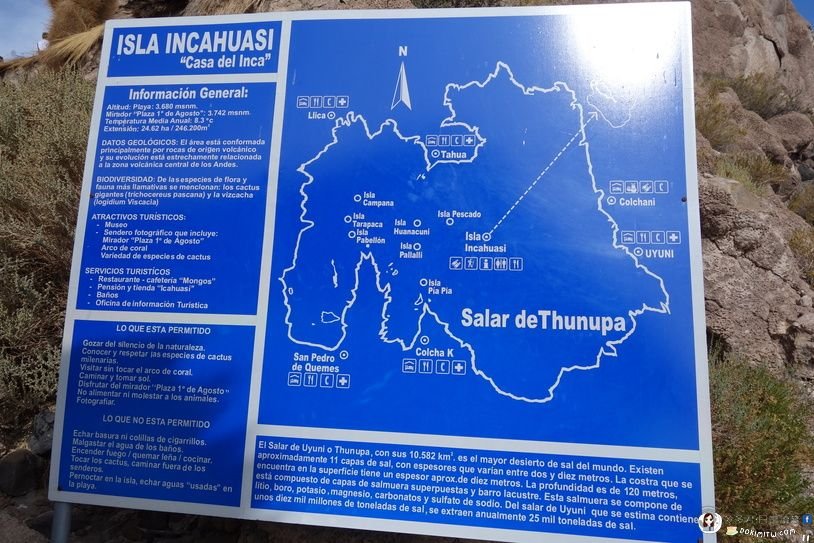 ISLA INCAHUASI
"Casa del Inca"
Información General:
Altitud: Playa: 3.680 msnm.
Mirador "Plaza 1° de Agosto": 3.742 msnm.
Temperatura Media Anual: 8.3 °c
Extensión: 24.62 ha / 246.200m²
DATOS GEOLÓGICOS: El área está conformada
principalmente por rocas de origen volcánico
y su evolución está estrechamente relacionada
a la zona volcánica central de los Andes.
BIODIVERSIDAD: De las especies de flora y
fauna más llamativas se mencionan: los cactus
gigantes (trichocereus pascana) y la vizcacha
(logidium Viscacia)
ATRACTIVOS TURÍSTICOS:
- Museo
- Sendero fotográfico que incluye:
Mirador "Plaza 1° de Agosto"
Arco de coral
Variedad de especies de cactus
SERVICIOS TURÍSTICOS
- Restaurante - cafetería "Mongos"
- Pensión y tienda "Icahuasi"
- Baños
- Oficina de información Turistica
LO QUE ESTA PERMITIDO
Gozar del silencio de la naturaleza.
Conocer y respetar las especies de cactus
milenarias.
Visitar sin tocar el arco de coral.
Caminar y tomar sol.
Disfrutar del mirador "Plaza 1° de Agosto"
No alimentar ni molestar a los animales.
Fotografiar.
LO QUE NO ESTA PERMITIDO
Echar basura ni colillas de cigarrillos.
Malgastar el agua de los baños.
Encender fuego / quemar leña / cocinar.
Tocar los cactus, caminar fuera de los
senderos.
Pernoctar en la isla, echar aguas "usadas" en
la playa.
N
Llica
Tahua
Isla
Campana
Isla
Tarapaca
Isla
Pabellón
Isla
Huanacuni
Isla
Pallalli
Isla Pescado
Isla
Incahuasi
Isla
Pia Pia
Colchani
UYUNI
Salar deThunupa
San Pedro
de Quemes
Colcha K
El Salar de Uyuni o Thunupa, con sus 10.582 km². es el mayor desierto de sal del mundo. Existen
aproximadamente 11 capas de sal, con espesores que varían entre dos y diez metros. La costra que se
encuentra en la superficie tiene un espesor aprox.de diez metros. La profundidad es de 120 metros,
está compuesto de capas de salmuera superpuestas y barro lacustre. Esta salmuera se compone de
litio, boro, potasio, magnesio, carbonatos y sulfato de sodio. Del salar de Uyuni que se estima contiene
unos diez mil millones de toneladas de sal, se extraen anualmente 25 mil toneladas de sal.
DOKIMITW.COM